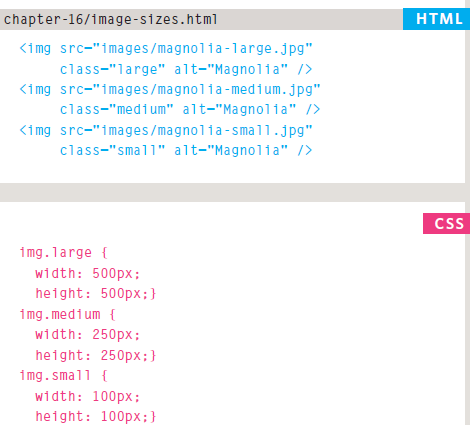 chapter-16/image-sizes.html HTML
<img src="images/magnolia-large.jpg"
class="large" alt="Magnolia" />
<img src="images/magnolia-medium.jpg"
class="medium" alt="Magnolia" />
<img src="images/magnolia-small.jpg"
class="small" alt="Magnolia" />
CSS
img.large {
width: 500px;
height: 500px;}
img.medium {
width: 250px;
height: 250px;}
img.small {
width: 100px;
height: 100px;}